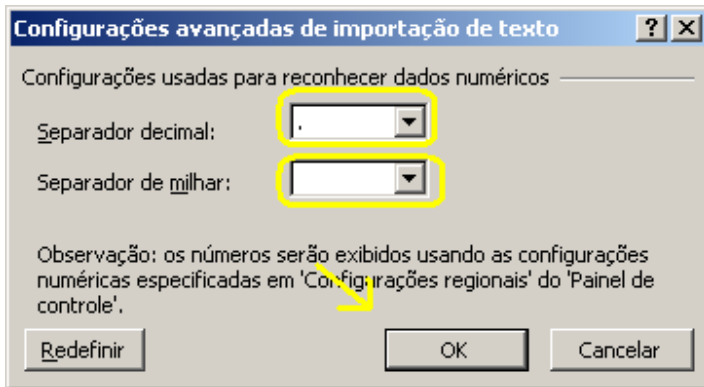 Configurações avançadas de importação de texto
Configurações usadas para reconhecer dados numéricos
Separador decimal: .
Separador de milhar:
Observação: os números serão exibidos usando as configurações
numéricas especificadas em 'Configurações regionais' do 'Painel de
controle'.
Redefinir OK Cancelar